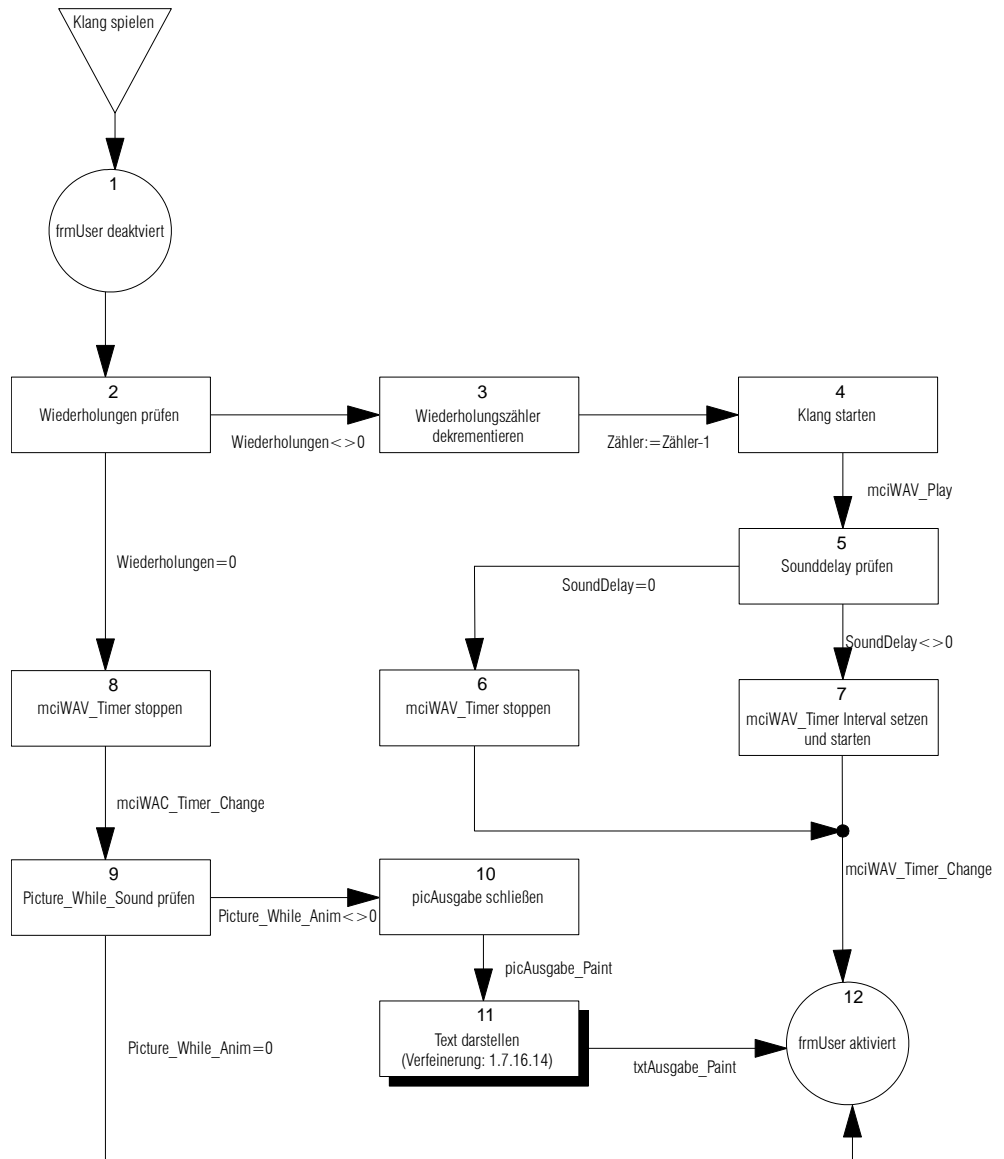 Klang spielen
1
frmUser deaktviert
2
Wiederholungen prüfen
Wiederholungen<>0
3
Wiederholungszähler
dekrementieren
Zähler:=Zähler-1
4
Klang starten
mciWAV_Play
5
Sounddelay prüfen
SoundDelay=0
SoundDelay<>0
Wiederholungen=0
8
mciWAV_Timer stoppen
6
mciWAV_Timer stoppen
7
mciWAV_Timer Interval setzen
und starten
mciWAC_Timer_Change
mciWAV_Timer_Change
9
Picture_While_Sound prüfen
Picture_While_Anim<>0
10
picAusgabe schließen
picAusgabe_Paint
11
Text darstellen
(Verfeinerung: 1.7.16.14)
txtAusgabe_Paint
12
frmUser aktiviert
Picture_While_Anim=0